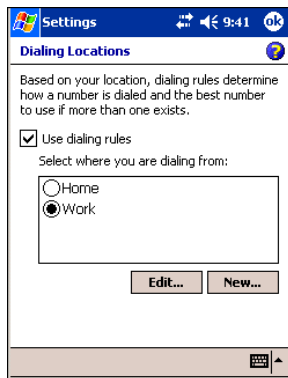 Settings 9:41 ok
Dialing Locations
Based on your location, dialing rules determine
how a number is dialed and the best number
to use if more than one exists.
Use dialing rules
Select where you are dialing from:
Home
Work
Edit... New...